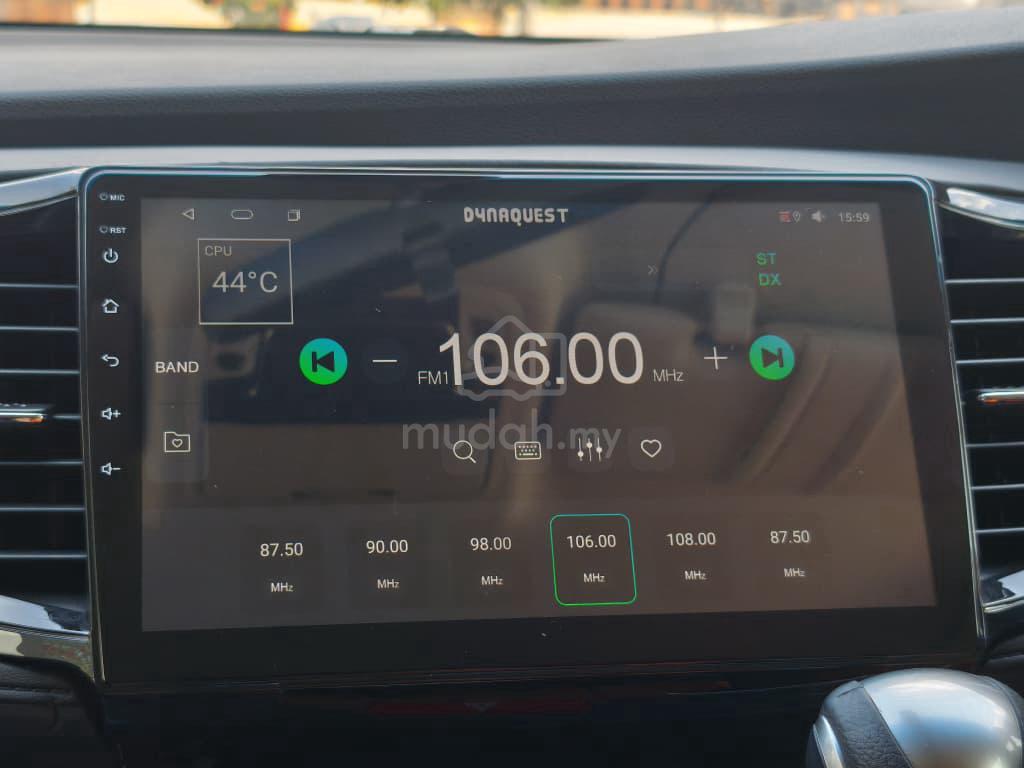 MIC
DYNAQUEST
15:59
RST
CPU
44°C
ST
DX
BAND
FM1
106.00
MHz
mudah.my
87.50
90.00
98.00
106.00
108.00
87.50
MHz
MHz
MHz
MHz
MHz
MHz